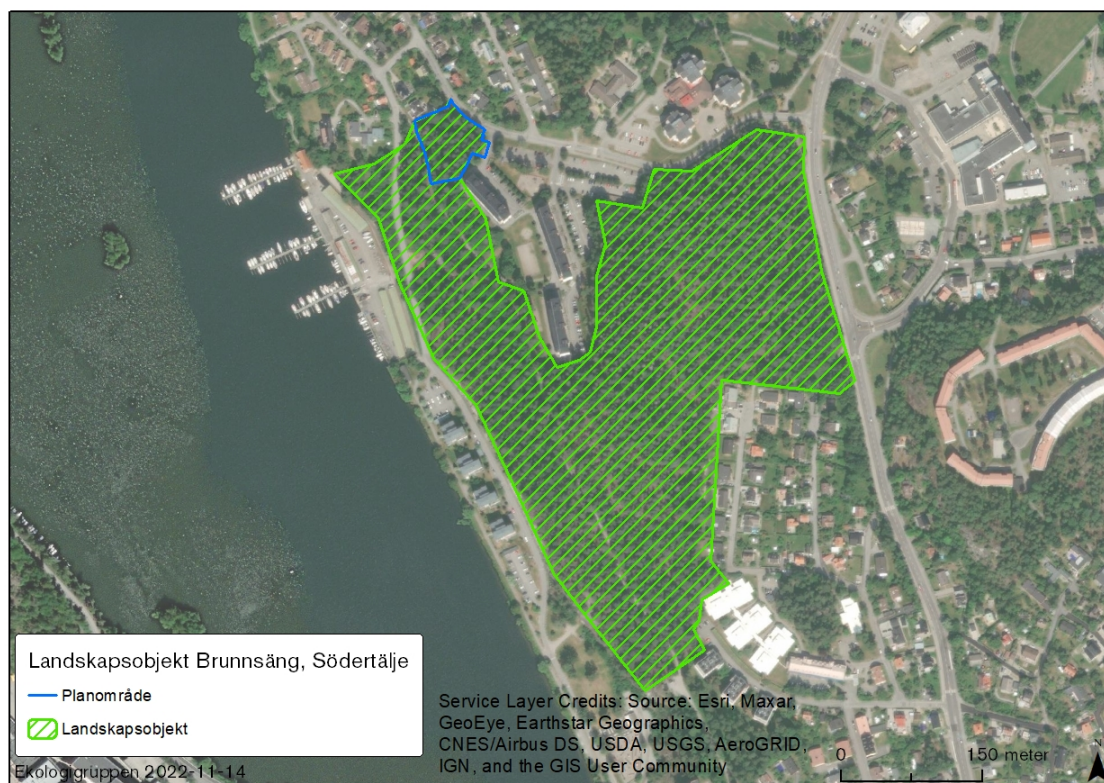 Landskapsobjekt Brunnsäng, Södertälje
Planområde
Landskapsobjekt
Ekologigruppen 2022-11-14
Service Layer Credits: Source: Esri, Maxar,
GeoEye, Earthstar Geographics,
CNES/Airbus DS, USDA, USGS, AeroGRID,
IGN, and the GIS User Community
0 150 meter
N